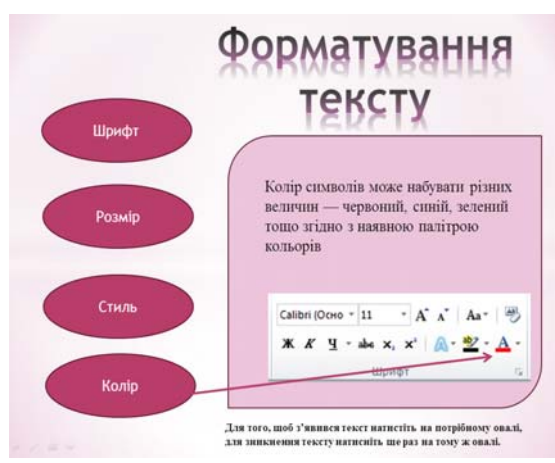 Форматування
тексту
Шрифт
Розмір
Стиль
Колір
Колір символів може набувати різних
величин — червоний, синій, зелений
тощо згідно з наявною палітрою
кольорів
Calibri (Осно 11 А А Aa
Ж К Ч abc x₂ x² A ab A
Шрифт
Для того, щоб з’явився текст натистіть на потрібному овалі,
для зникнення тексту натисніть ще раз на тому ж овалі.